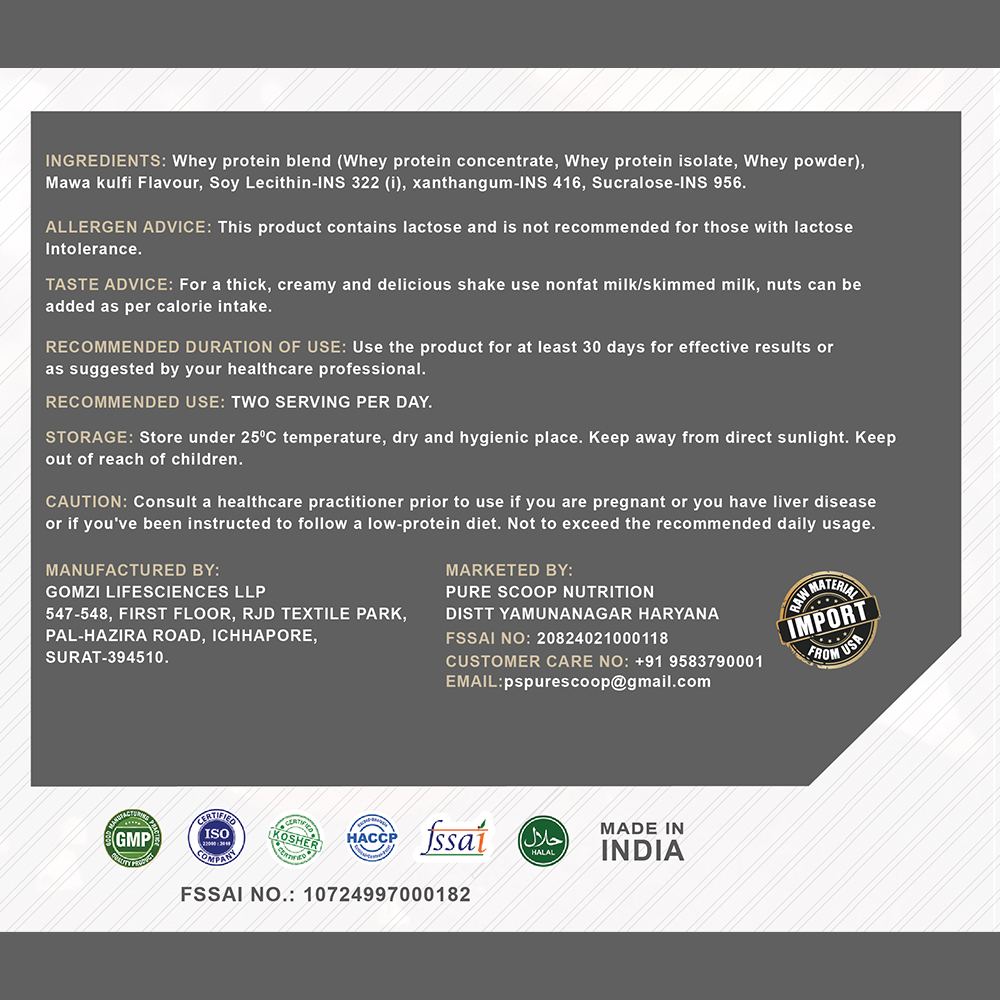 INGREDIENTS: Whey protein blend (Whey protein concentrate, Whey protein isolate, Whey powder),
Mawa kulfi Flavour, Soy Lecithin-INS 322 (i), xanthangum-INS 416, Sucralose-INS 956.
ALLERGEN ADVICE: This product contains lactose and is not recommended for those with lactose
Intolerance.
TASTE ADVICE: For a thick, creamy and delicious shake use nonfat milk/skimmed milk, nuts can be
added as per calorie intake.
RECOMMENDED DURATION OF USE: Use the product for at least 30 days for effective results or
as suggested by your healthcare professional.
RECOMMENDED USE: TWO SERVING PER DAY.
STORAGE: Store under 25⁰C temperature, dry and hygienic place. Keep away from direct sunlight. Keep
out of reach of children.
CAUTION: Consult a healthcare practitioner prior to use if you are pregnant or you have liver disease
or if you've been instructed to follow a low-protein diet. Not to exceed the recommended daily usage.
MANUFACTURED BY:
GOMZI LIFESCIENCES LLP
547-548, FIRST FLOOR, RJD TEXTILE PARK,
PAL-HAZIRA ROAD, ICHHAPORE,
SURAT-394510.
MARKETED BY:
PURE SCOOP NUTRITION
DISTT YAMUNANAGAR HARYANA
FSSAI NO: 20824021000118
CUSTOMER CARE NO: +91 9583790001
EMAIL:pspurescoop@gmail.com
RAW MATERIAL
IMPORT
FROM USA
GOOD MANUFACTURING PRACTICE
GMP
QUALITY PRODUCT
CERTIFIED
ISO
22000 : 2018
COMPANY
CERTIFIED
KOSHER
CERTIFIED
HACCP
fssai
حلال
HALAL
MADE IN
INDIA
FSSAI NO.: 10724997000182